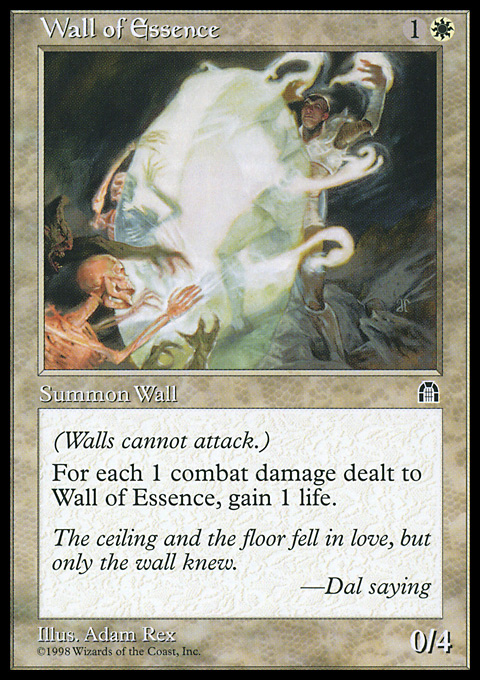 Wall of Essence 1
Summon Wall
(Walls cannot attack.)
For each 1 combat damage dealt to
Wall of Essence, gain 1 life.
The ceiling and the floor fell in love, but
only the wall knew.
—Dal saying
Illus. Adam Rex
©1998 Wizards of the Coast, Inc. 0/4